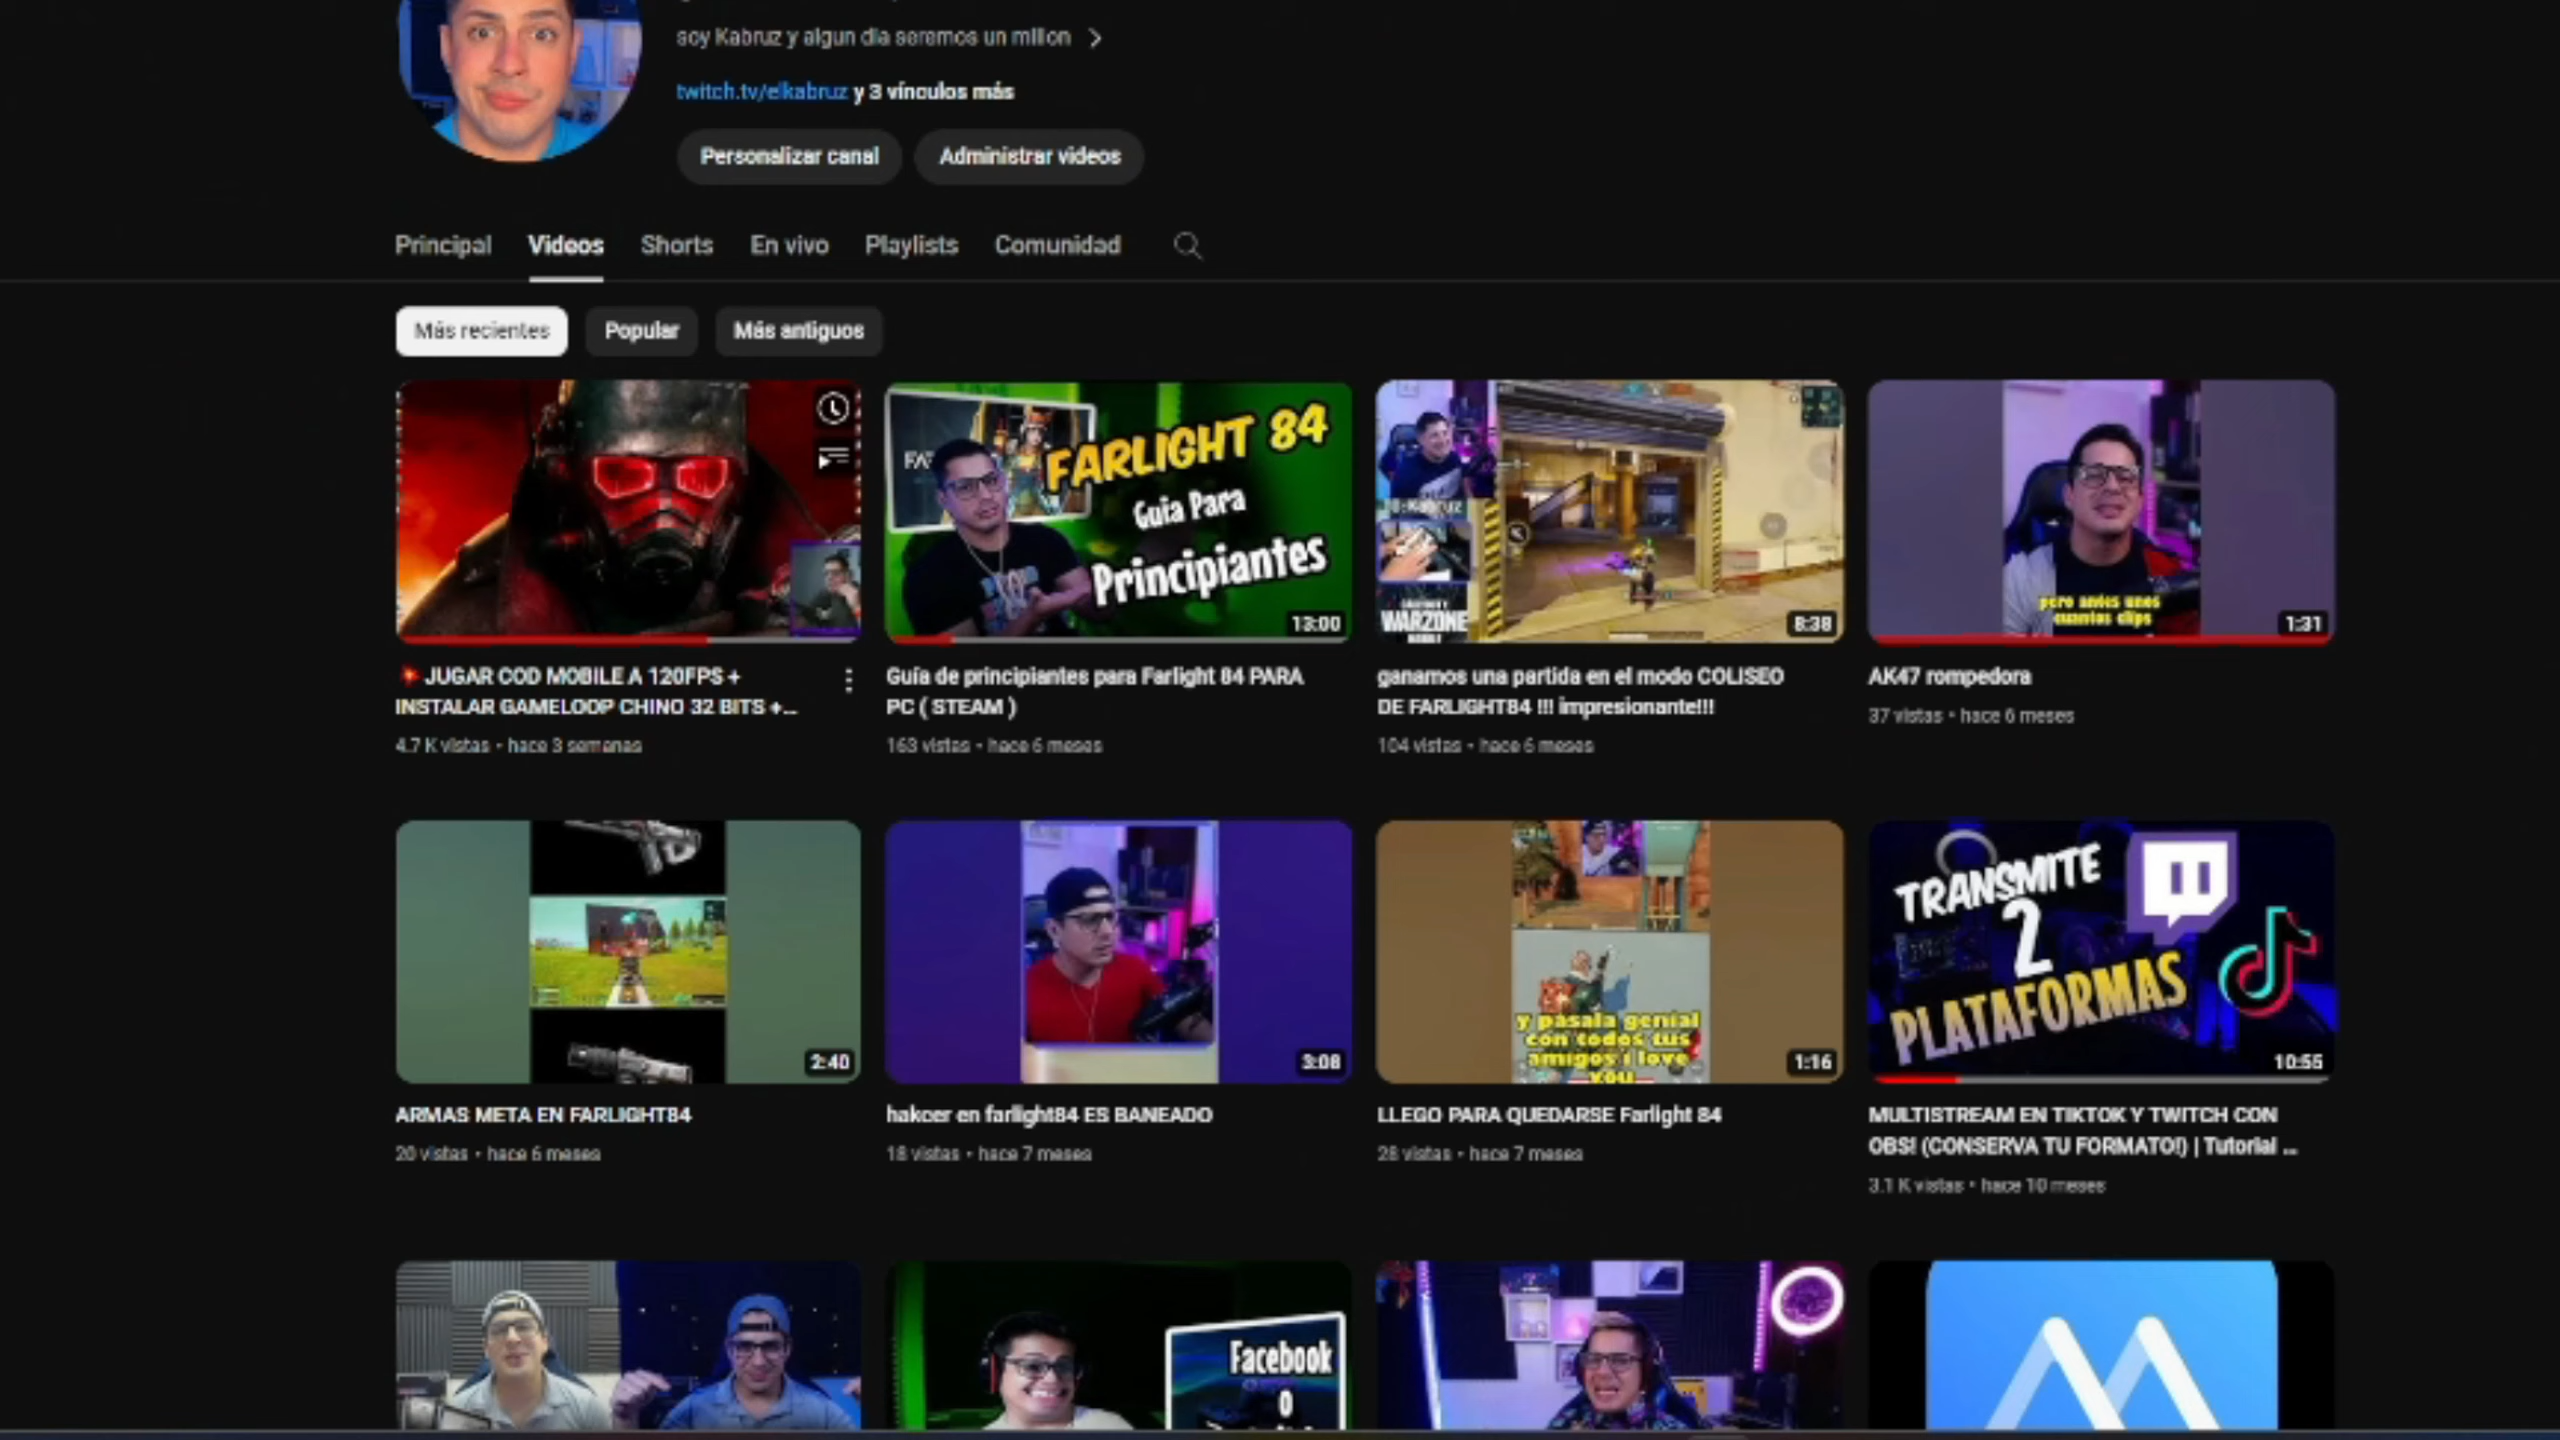 soy Kabruz y algun dia seremos un millon
twitch.tv/elkabruz y 3 vínculos más
Personalizar canal Administrar videos
Principal Videos Shorts En vivo Playlists Comunidad
Más recientes Popular Más antiguos
FARLIGHT 84
Guia Para
Principiantes
13:00
WARZONE
8:38
pero antes unos
cuantos clips
1:31
JUGAR COD MOBILE A 120FPS +
INSTALAR GAMELOOP CHINO 32 BITS +...
4.7 K vistas • hace 3 semanas
Guía de principiantes para Farlight 84 PARA
PC ( STEAM )
163 vistas • hace 6 meses
ganamos una partida en el modo COLISEO
DE FARLIGHT84 !!! impresionante!!!
104 vistas • hace 6 meses
AK47 rompedora
37 vistas • hace 6 meses
2:40
3:08
y pasala genial
con todos tus
amigos i love
you
1:16
TRANSMITE
2
PLATAFORMAS
10:55
ARMAS META EN FARLIGHT84
20 vistas • hace 6 meses
hakcer en farlight84 ES BANEADO
18 vistas • hace 7 meses
LLEGO PARA QUEDARSE Farlight 84
28 vistas • hace 7 meses
MULTISTREAM EN TIKTOK Y TWITCH CON
OBS! (CONSERVA TU FORMATO!) | Tutorial ...
3.1 K vistas • hace 10 meses
Facebook
O